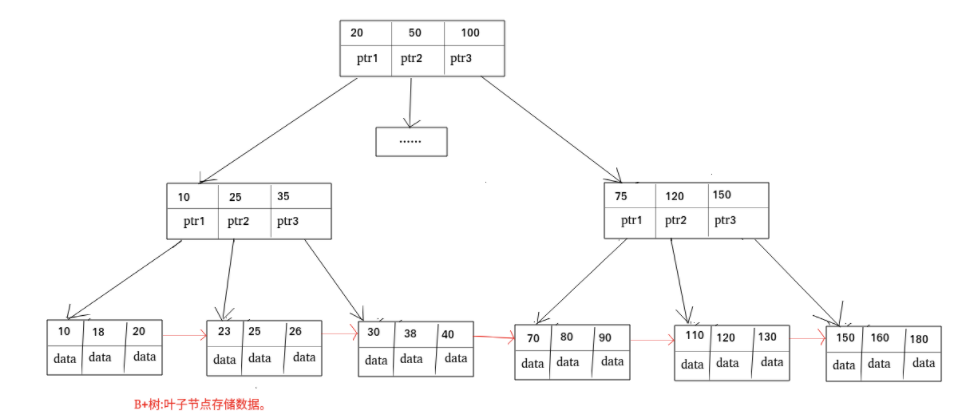 20 50 100
ptr1 ptr2 ptr3
......
10 25 35
ptr1 ptr2 ptr3
75 120 150
ptr1 ptr2 ptr3
10 18 20
data data data
23 25 26
data data data
30 38 40
data data data
70 80 90
data data data
110 120 130
data data data
150 160 180
data data data
B+树:叶子节点存储数据。